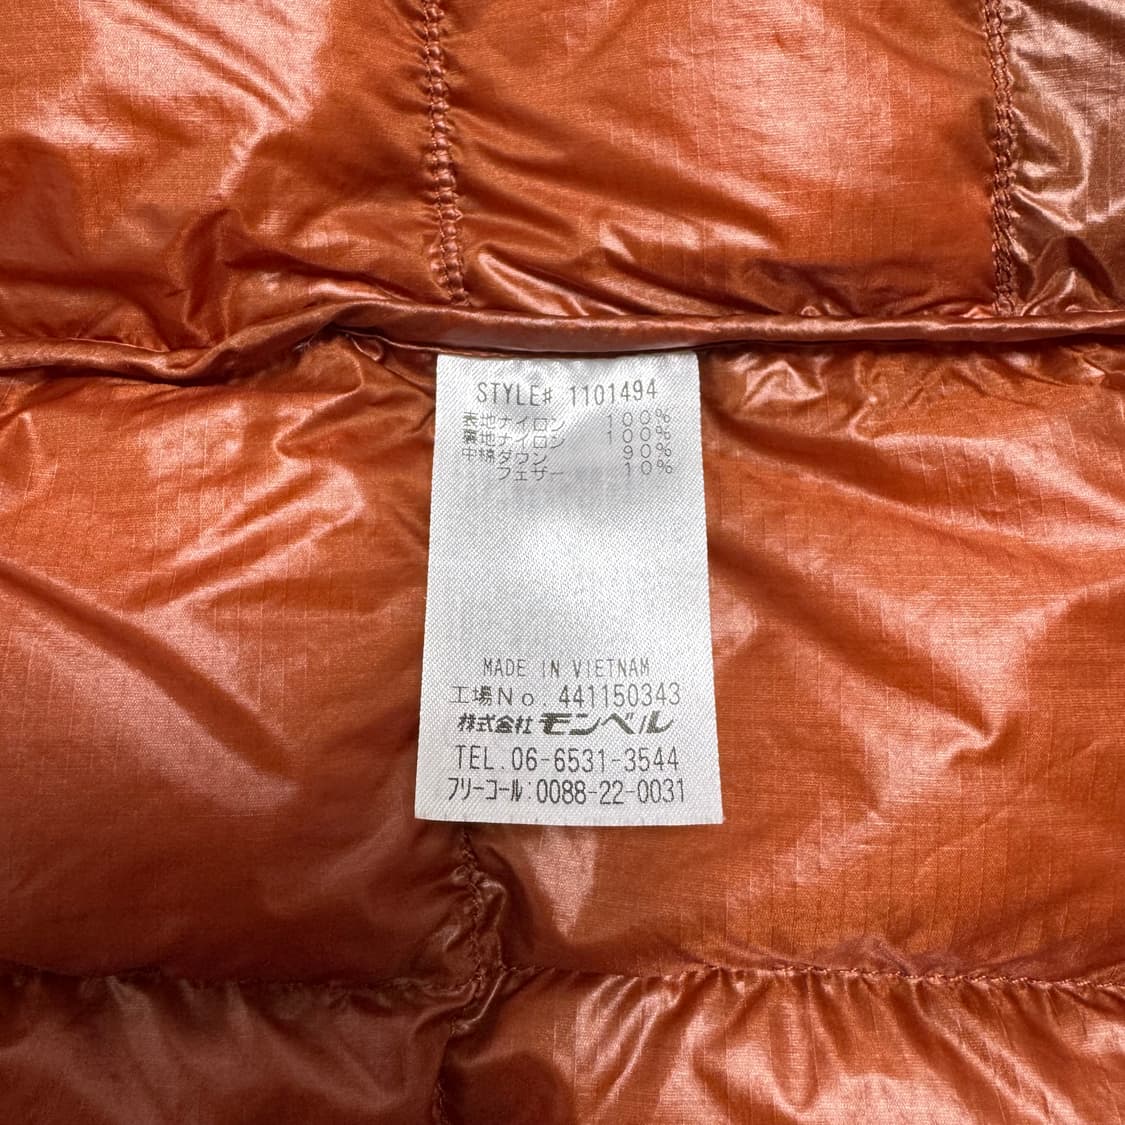 STYLE# 1101494
表地ナイロン 100%
裏地ナイロン 100%
中綿ダウン 90%
フェザー 10%
MADE IN VIETNAM
工場No 441150343
株式会社モンベル
TEL.06-6531-3544
フリーコール:0088-22-0031